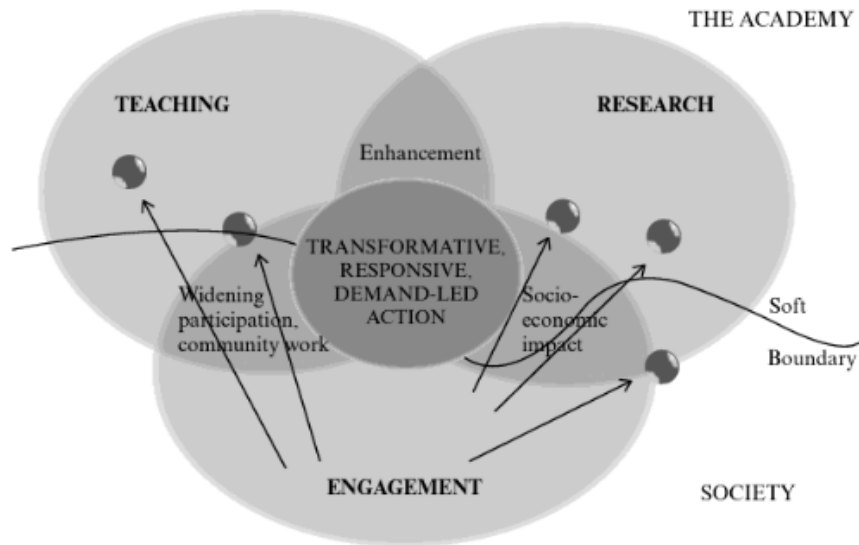 THE ACADEMY
TEACHING
RESEARCH
Enhancement
TRANSFORMATIVE,
RESPONSIVE,
DEMAND-LED
ACTION
Widening
participation,
community work
Socio-
economic
impact
Soft
Boundary
ENGAGEMENT
SOCIETY